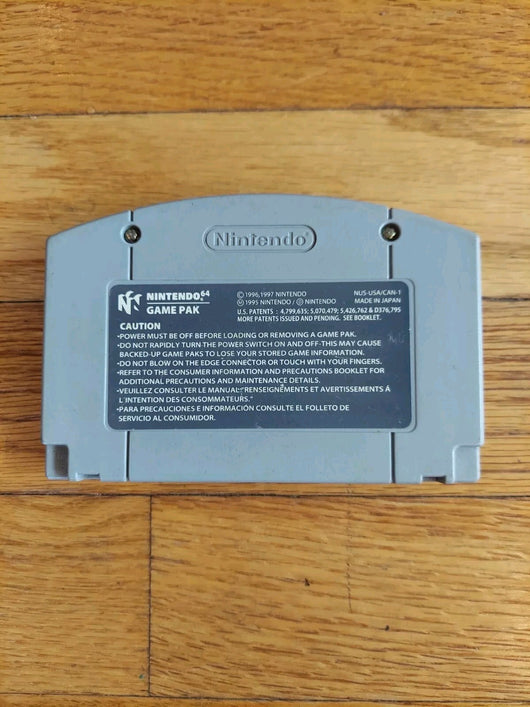 Nintendo®
NINTENDO 64
GAME PAK
© 1996,1997 NINTENDO
© 1995 NINTENDO / Ⓜ NINTENDO
NUS-USA/CAN-1
MADE IN JAPAN
U.S. PATENTS : 4,799,635; 5,070,479; 5,426,762 & D376,795
MORE PATENTS ISSUED AND PENDING. SEE BOOKLET.
CAUTION
•POWER MUST BE OFF BEFORE LOADING OR REMOVING A GAME PAK.
•DO NOT RAPIDLY TURN THE POWER SWITCH ON AND OFF-THIS MAY CAUSE
BACKED-UP GAME PAKS TO LOSE YOUR STORED GAME INFORMATION.
•DO NOT BLOW ON THE EDGE CONNECTOR OR TOUCH WITH YOUR FINGERS.
•REFER TO THE CONSUMER INFORMATION AND PRECAUTIONS BOOKLET FOR
ADDITIONAL PRECAUTIONS AND MAINTENANCE DETAILS.
•VEUILLEZ CONSULTER LE MANUEL "RENSEIGNEMENTS ET AVERTISSEMENTS À
L'INTENTION DES CONSOMMATEURS."
•PARA PRECAUCIONES E INFORMACIÓN CONSULTE EL FOLLETO DE
SERVICIO AL CONSUMIDOR.